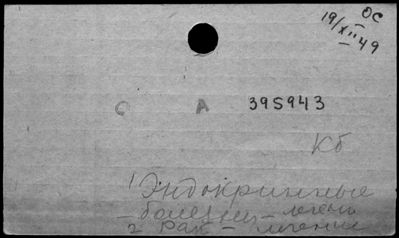 ОС
19/XII 49
С А 395943
Кб
1 Эндокринные
– болезни – лечен
2 Рак – лечение